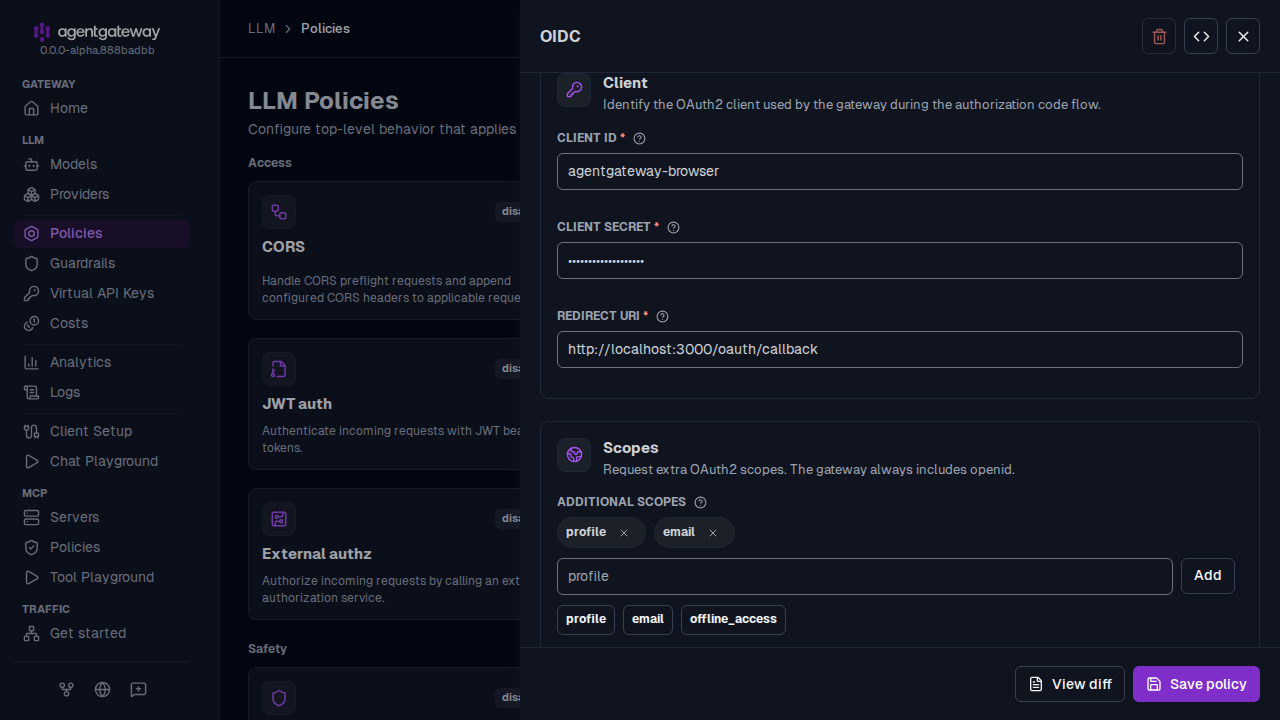 agentgateway
0.0.0-alpha.888badbb
GATEWAY
Home
LLM
Models
Providers
Policies
Guardrails
Virtual API Keys
Costs
Analytics
Logs
Client Setup
Chat Playground
MCP
Servers
Policies
Tool Playground
TRAFFIC
Get started
LLM > Policies
LLM Policies
Configure top-level behavior that applies
Access
CORS
Handle CORS preflight requests and append
configured CORS headers to applicable
JWT auth
Authenticate incoming requests with JWT
tokens.
External authz
Authorize incoming requests by calling an
authorization service.
Safety
OIDC
Client
Identify the OAuth2 client used by the gateway during the authorization code flow.
CLIENT ID *
agentgateway-browser
CLIENT SECRET *
•••••••••••••••••••
REDIRECT URI *
http://localhost:3000/oauth/callback
Scopes
Request extra OAuth2 scopes. The gateway always includes openid.
ADDITIONAL SCOPES
profile × email ×
profile Add
profile email offline_access
View diff Save policy